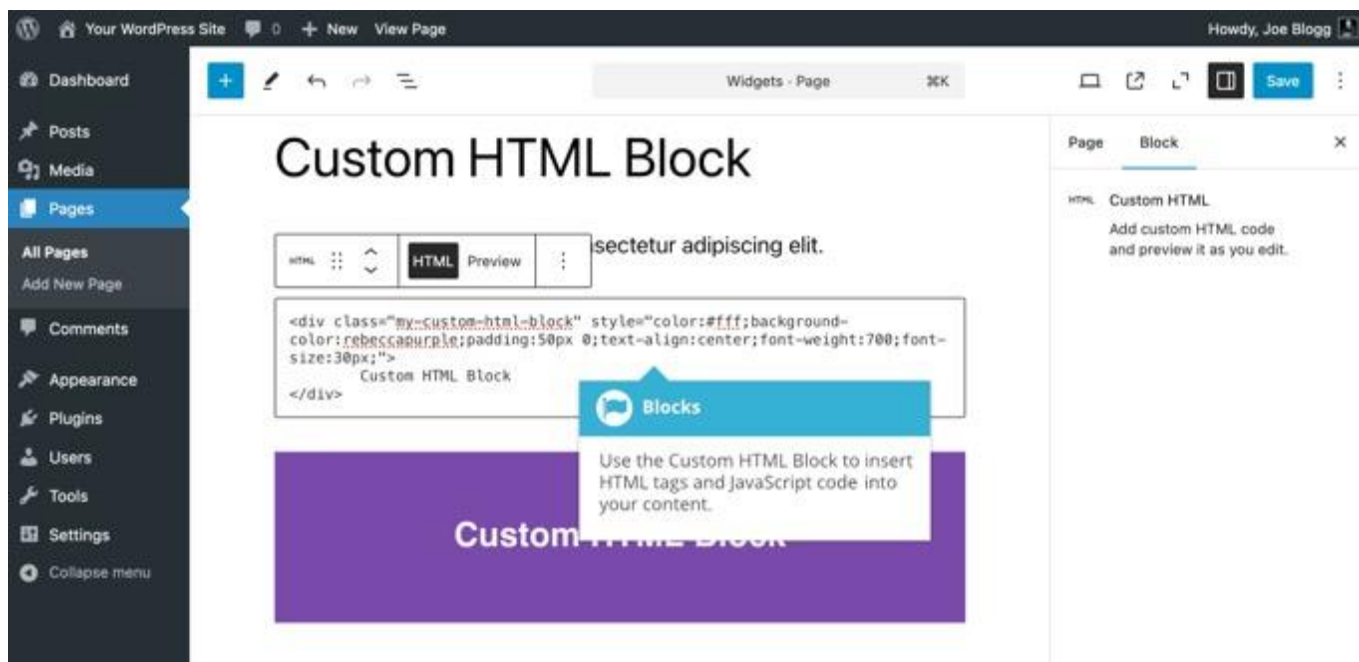 Your WordPress Site 0 + New View Page Howdy, Joe Blogg
Dashboard
Posts
Media
Pages
All Pages
Add New Page
Comments
Appearance
Plugins
Users
Tools
Settings
Collapse menu
Widgets · Page ⌘K Save
Custom HTML Block
sectetur adipiscing elit.
HTML HTML Preview
<div class="my-custom-html-block" style="color:#fff;background-
color:rebeccapurple;padding:50px 0;text-align:center;font-weight:700;font-
size:30px;">
Custom HTML Block
</div>
Blocks
Use the Custom HTML Block to insert
HTML tags and JavaScript code into
your content.
Custom HTML Block
Page Block
HTML Custom HTML
Add custom HTML code
and preview it as you edit.